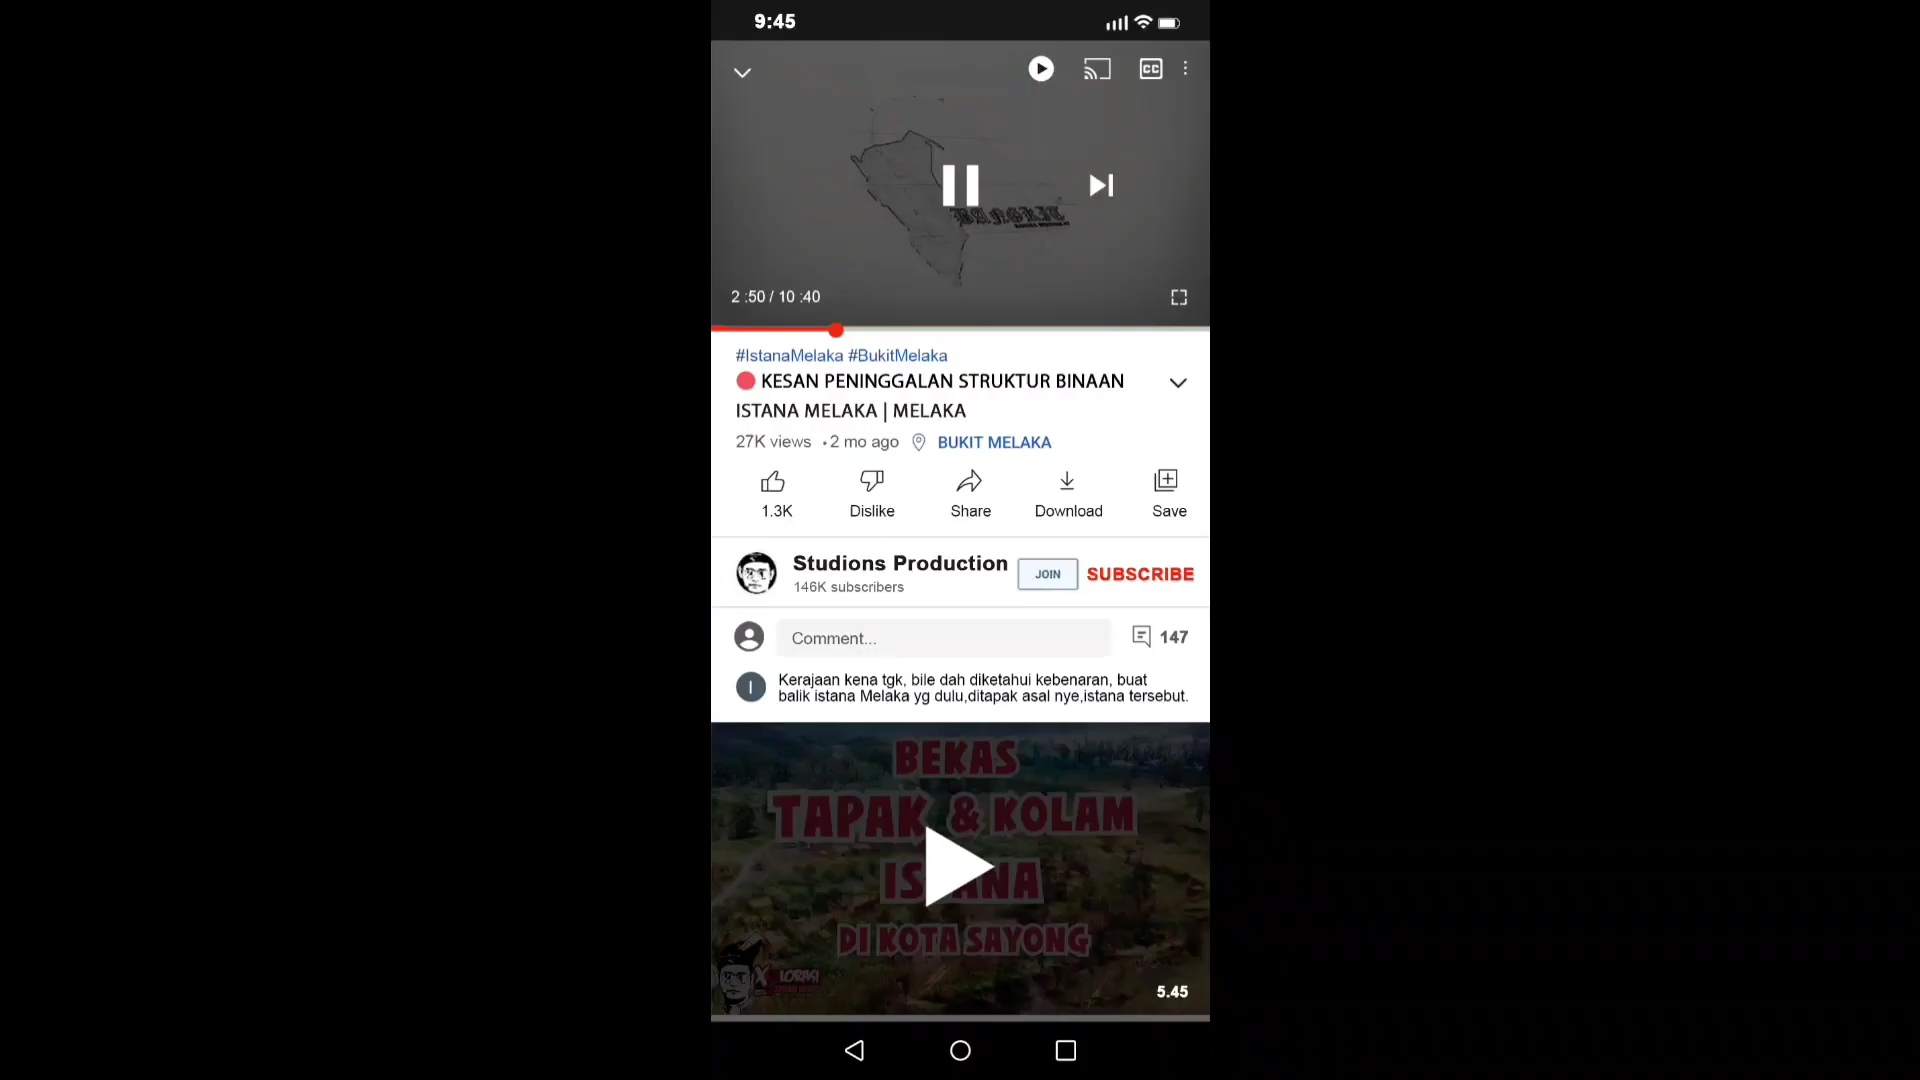 9:45
CC
2 :50 / 10 :40
#IstanaMelaka #BukitMelaka
KESAN PENINGGALAN STRUKTUR BINAAN
ISTANA MELAKA | MELAKA
27K views • 2 mo ago BUKIT MELAKA
1.3K Dislike Share Download Save
Studions Production
146K subscribers
JOIN SUBSCRIBE
Comment... 147
I
Kerajaan kena tgk, bile dah diketahui kebenaran, buat
balik istana Melaka yg dulu,ditapak asal nye,istana tersebut.
BEKAS
TAPAK & KOLAM
ISTANA
DI KOTA SAYONG
X LORASI
5.45